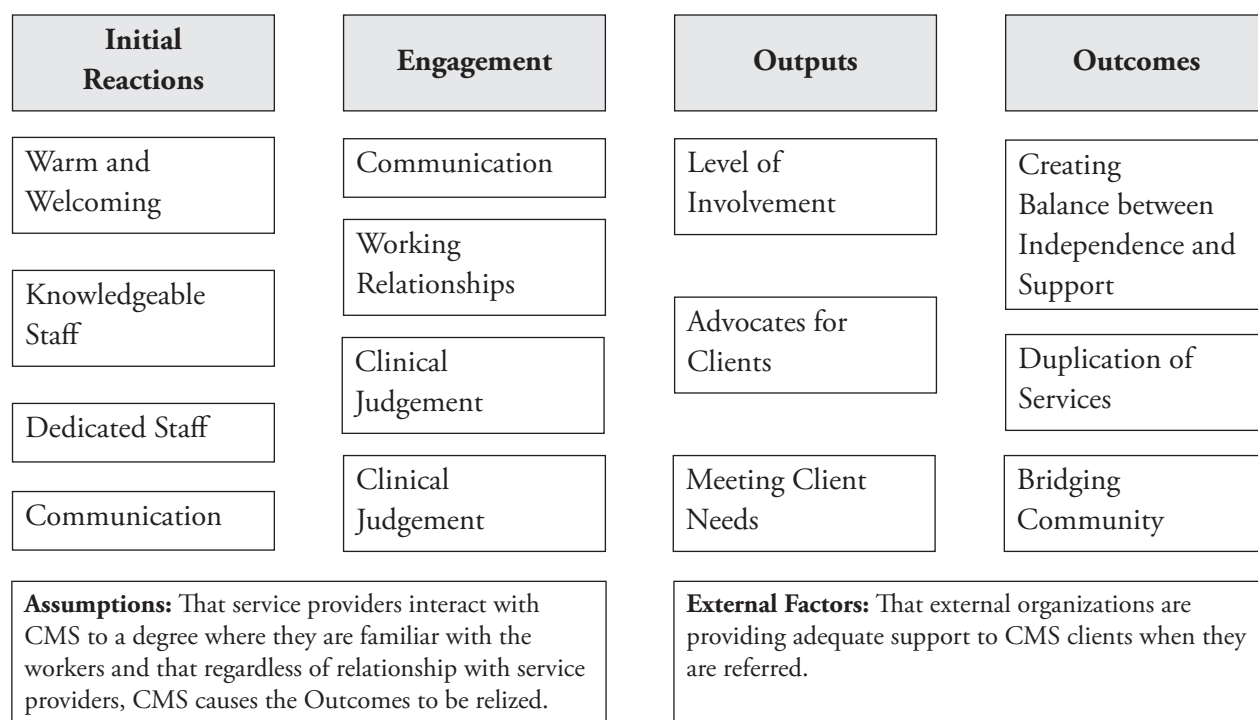 Initial
Reactions
Warm and
Welcoming
Knowledgeable
Staff
Dedicated Staff
Communication
Engagement
Communication
Working
Relationships
Clinical
Judgement
Clinical
Judgement
Outputs
Level of
Involvement
Advocates for
Clients
Meeting Client
Needs
Outcomes
Creating
Balance between
Independence and
Support
Duplication of
Services
Bridging
Community
Assumptions: That service providers interact with
CMS to a degree where they are familiar with the
workers and that regardless of relationship with service
providers, CMS causes the Outcomes to be relized.
External Factors: That external organizations are
providing adequate support to CMS clients when they
are referred.